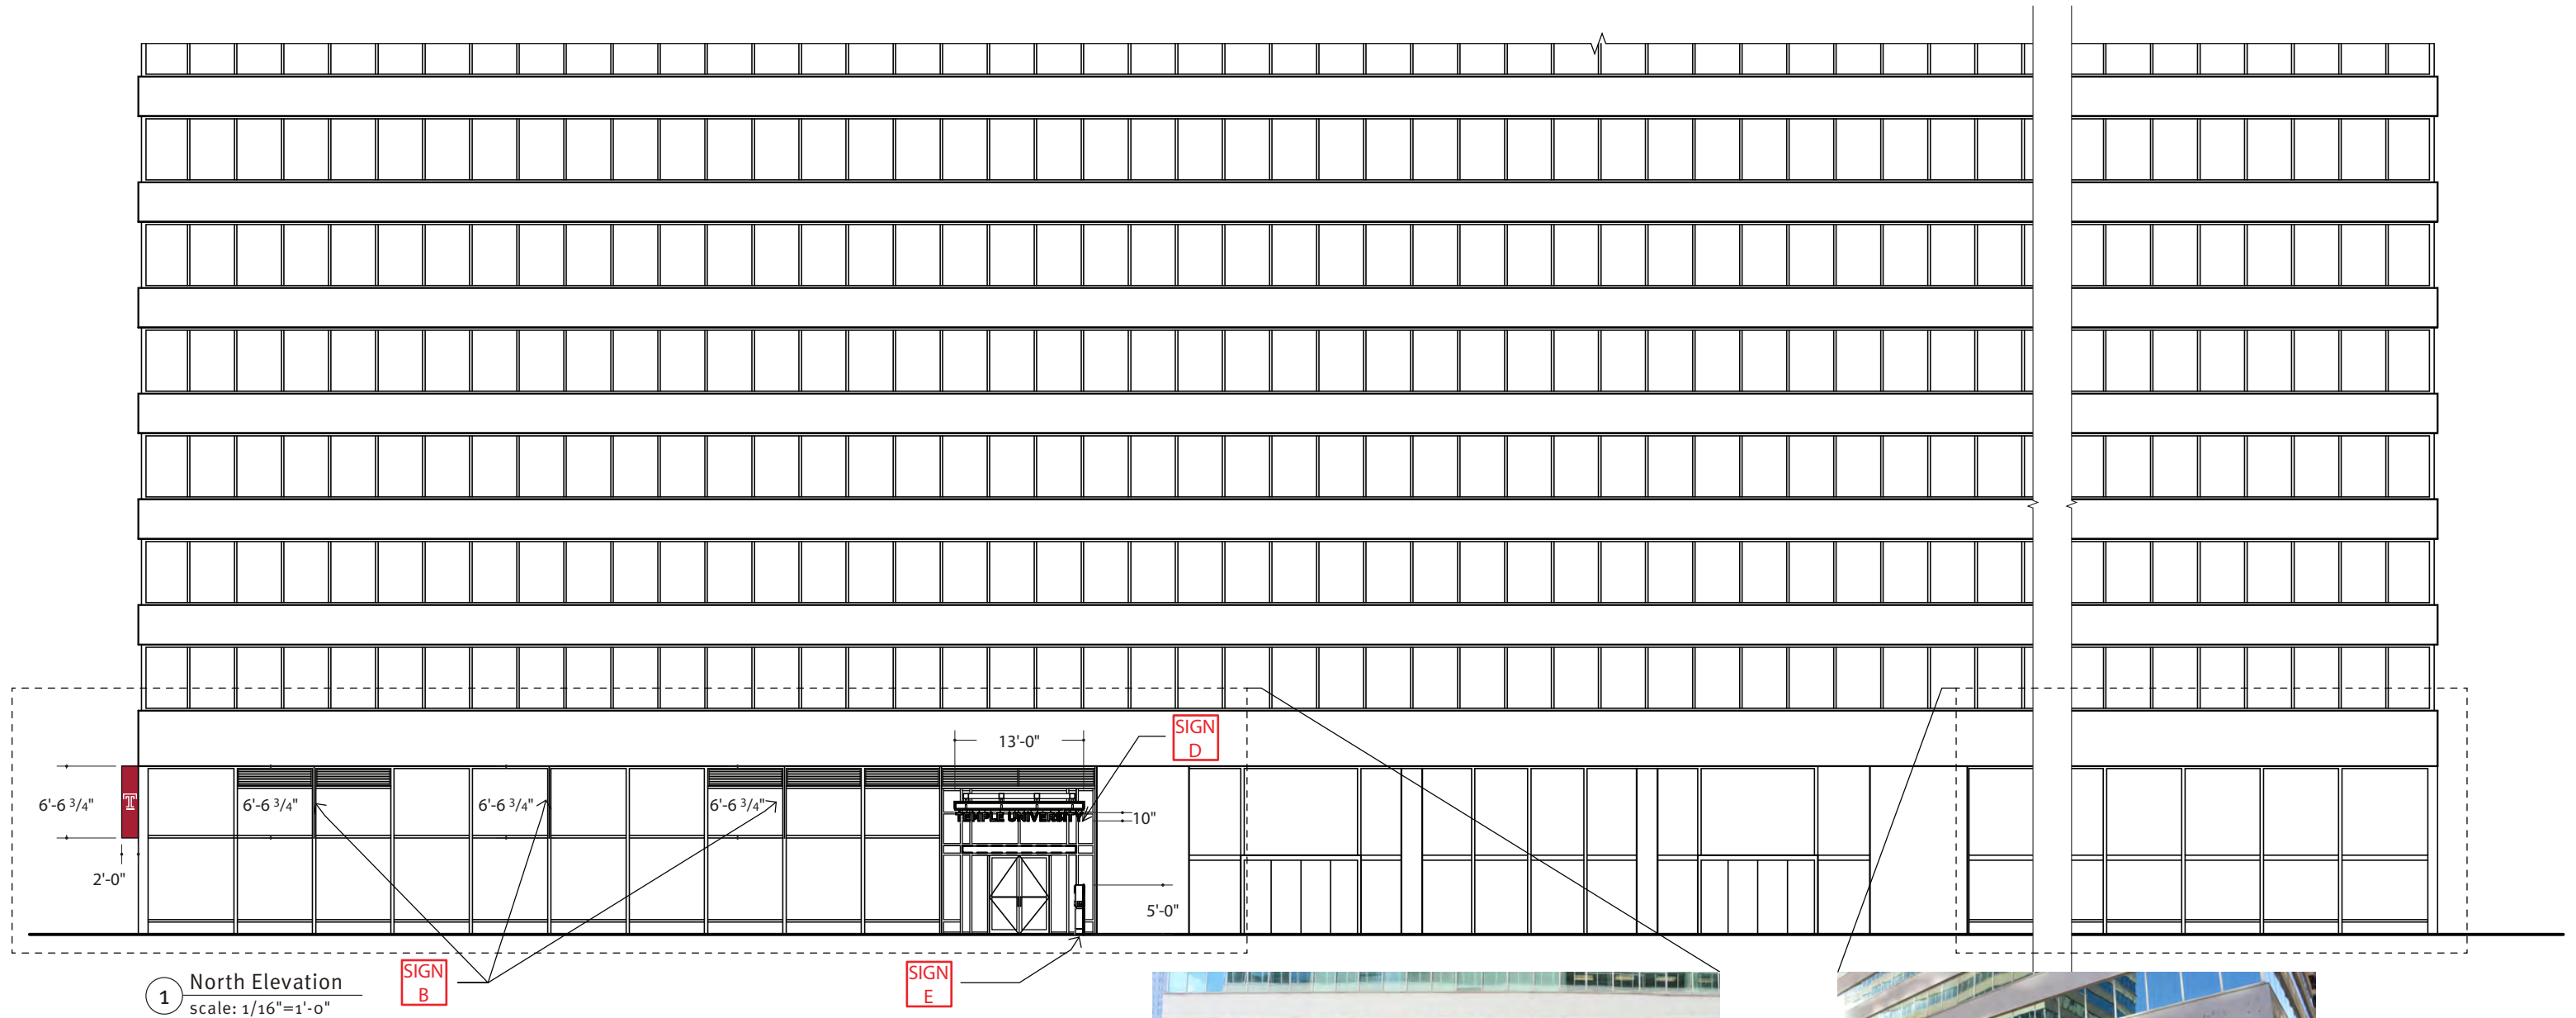 13'-0"
SIGN
D
6'-6 3/4"
T
6'-6 3/4"
6'-6 3/4"
6'-6 3/4"
TEMPLE UNIVERSITY
10"
2'-0"
5'-0"
SIGN
B
SIGN
E
1
North Elevation
scale: 1/16"=1'-0"